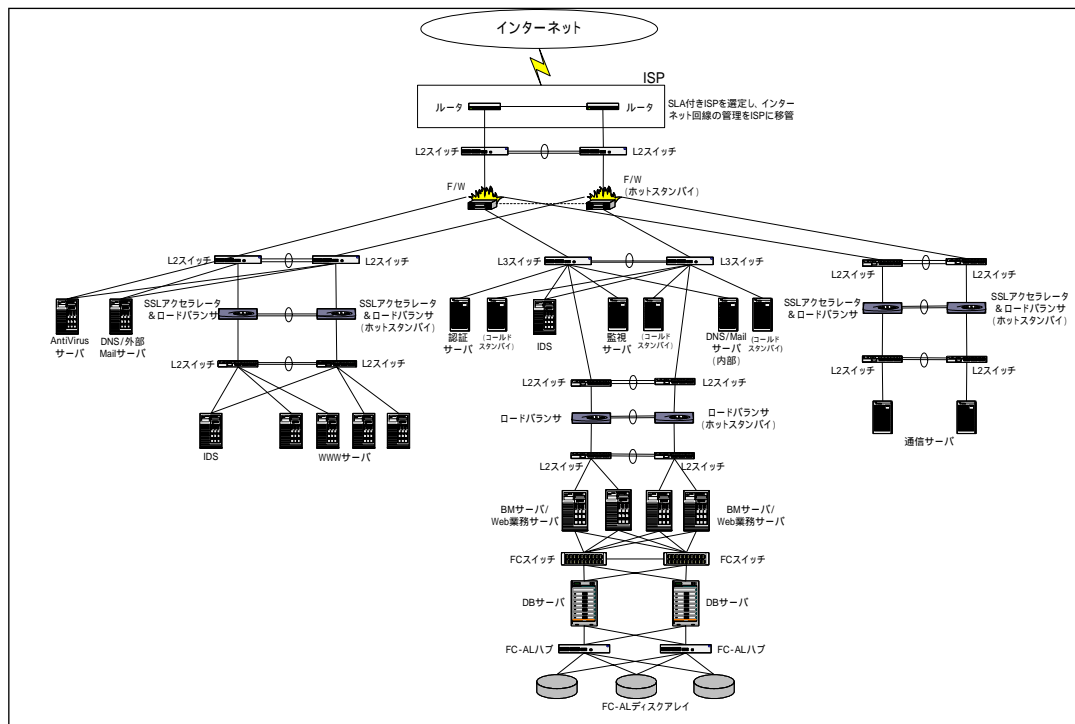 インターネット
ISP
ルータ
ルータ
SLA付きISPを選定し、インター
ネット回線の管理をISPに移管
L2スイッチ
L2スイッチ
F/W
F/W
(ホットスタンバイ)
L2スイッチ
L2スイッチ
L3スイッチ
L3スイッチ
L2スイッチ
L2スイッチ
AntiVirus
サーバ
DNS/外部
Mailサーバ
SSLアクセラレータ
&ロードバランサ
SSLアクセラレータ
&ロードバランサ
(ホットスタンバイ)
認証
サーバ
(コールド
スタンバイ)
IDS
監視
サーバ
(コールド
スタンバイ)
DNS/Mail
サーバ
(内部)
(コールド
スタンバイ)
SSLアクセラレータ
&ロードバランサ
SSLアクセラレータ
&ロードバランサ
(ホットスタンバイ)
L2スイッチ
L2スイッチ
L2スイッチ
L2スイッチ
L2スイッチ
L2スイッチ
IDS
WWWサーバ
ロードバランサ
ロードバランサ
(ホットスタンバイ)
通信サーバ
L2スイッチ
L2スイッチ
BMサーバ/
Web業務サーバ
BMサーバ/
Web業務サーバ
FCスイッチ
FCスイッチ
DBサーバ
DBサーバ
FC-ALハブ
FC-ALハブ
FC-ALディスクアレイ